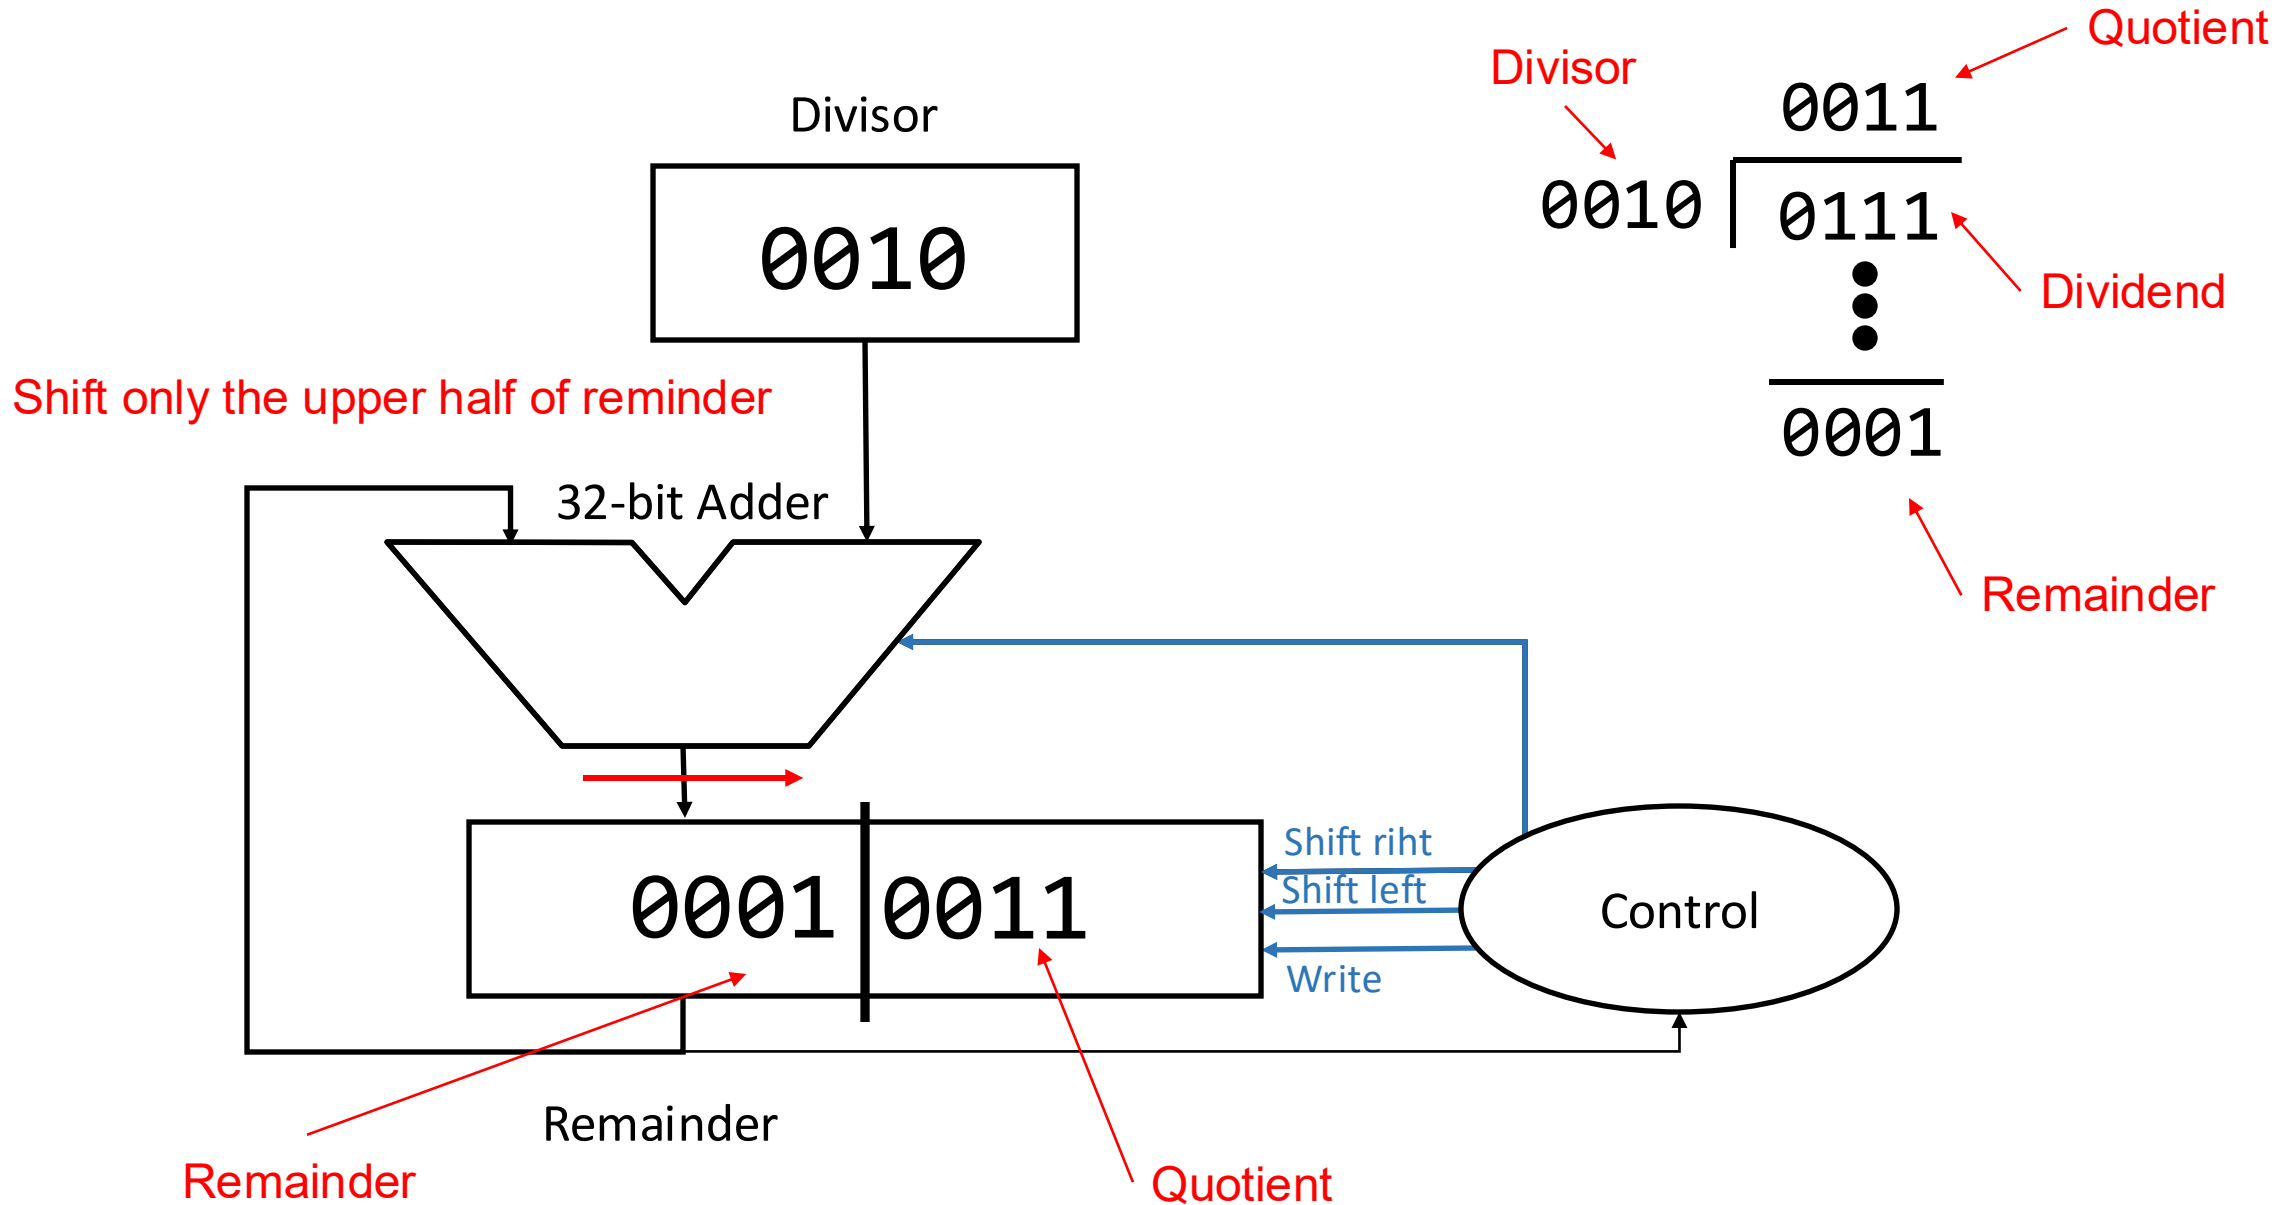 Quotient
Divisor
0011
Divisor
0010
0111
0010
Dividend
Shift only the upper half of reminder
0001
32-bit Adder
Remainder
Shift riht
Shift left
0001
0011
Control
Write
Remainder
Remainder
Quotient